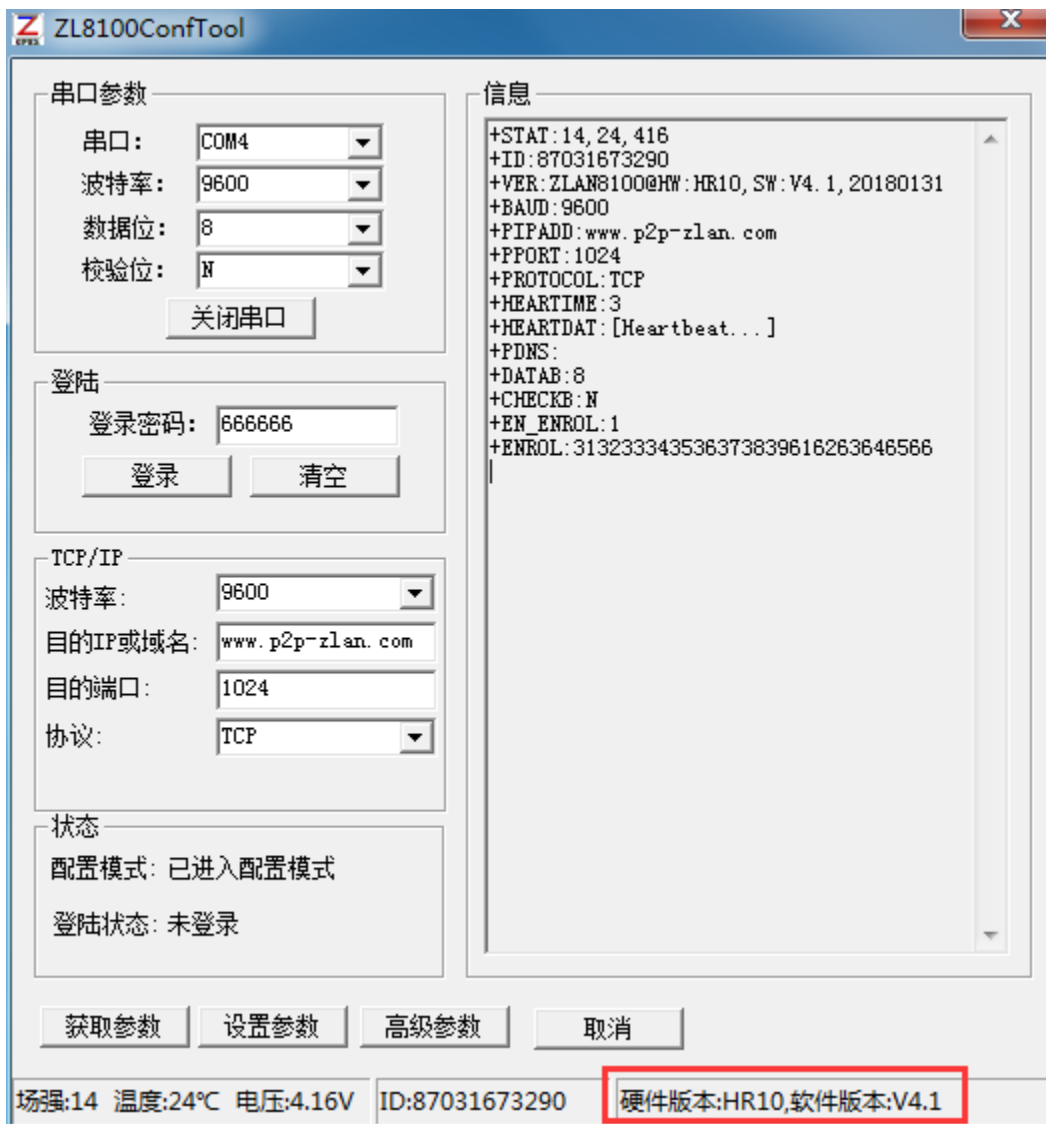 ZL8100ConfTool
串口参数
串口： COM4
波特率： 9600
数据位： 8
校验位： N
关闭串口
登陆
登录密码： 666666
登录 清空
TCP/IP
波特率: 9600
目的IP或域名: www.p2p-zlan.com
目的端口: 1024
协议: TCP
状态
配置模式: 已进入配置模式
登陆状态: 未登录
信息
+STAT:14,24,416
+ID:87031673290
+VER:ZLAN8100@HW:HR10,SW:V4.1,20180131
+BAUD:9600
+PIPADD:www.p2p-zlan.com
+PPORT:1024
+PROTOCOL:TCP
+HEARTIME:3
+HEARTDAT:[Heartbeat...]
+PDNS:
+DATAB:8
+CHECKB:N
+EN_ENROL:1
+ENROL:313233343536373839616263646566
获取参数 设置参数 高级参数 取消
场强:14 温度:24℃ 电压:4.16V ID:87031673290 硬件版本:HR10,软件版本:V4.1